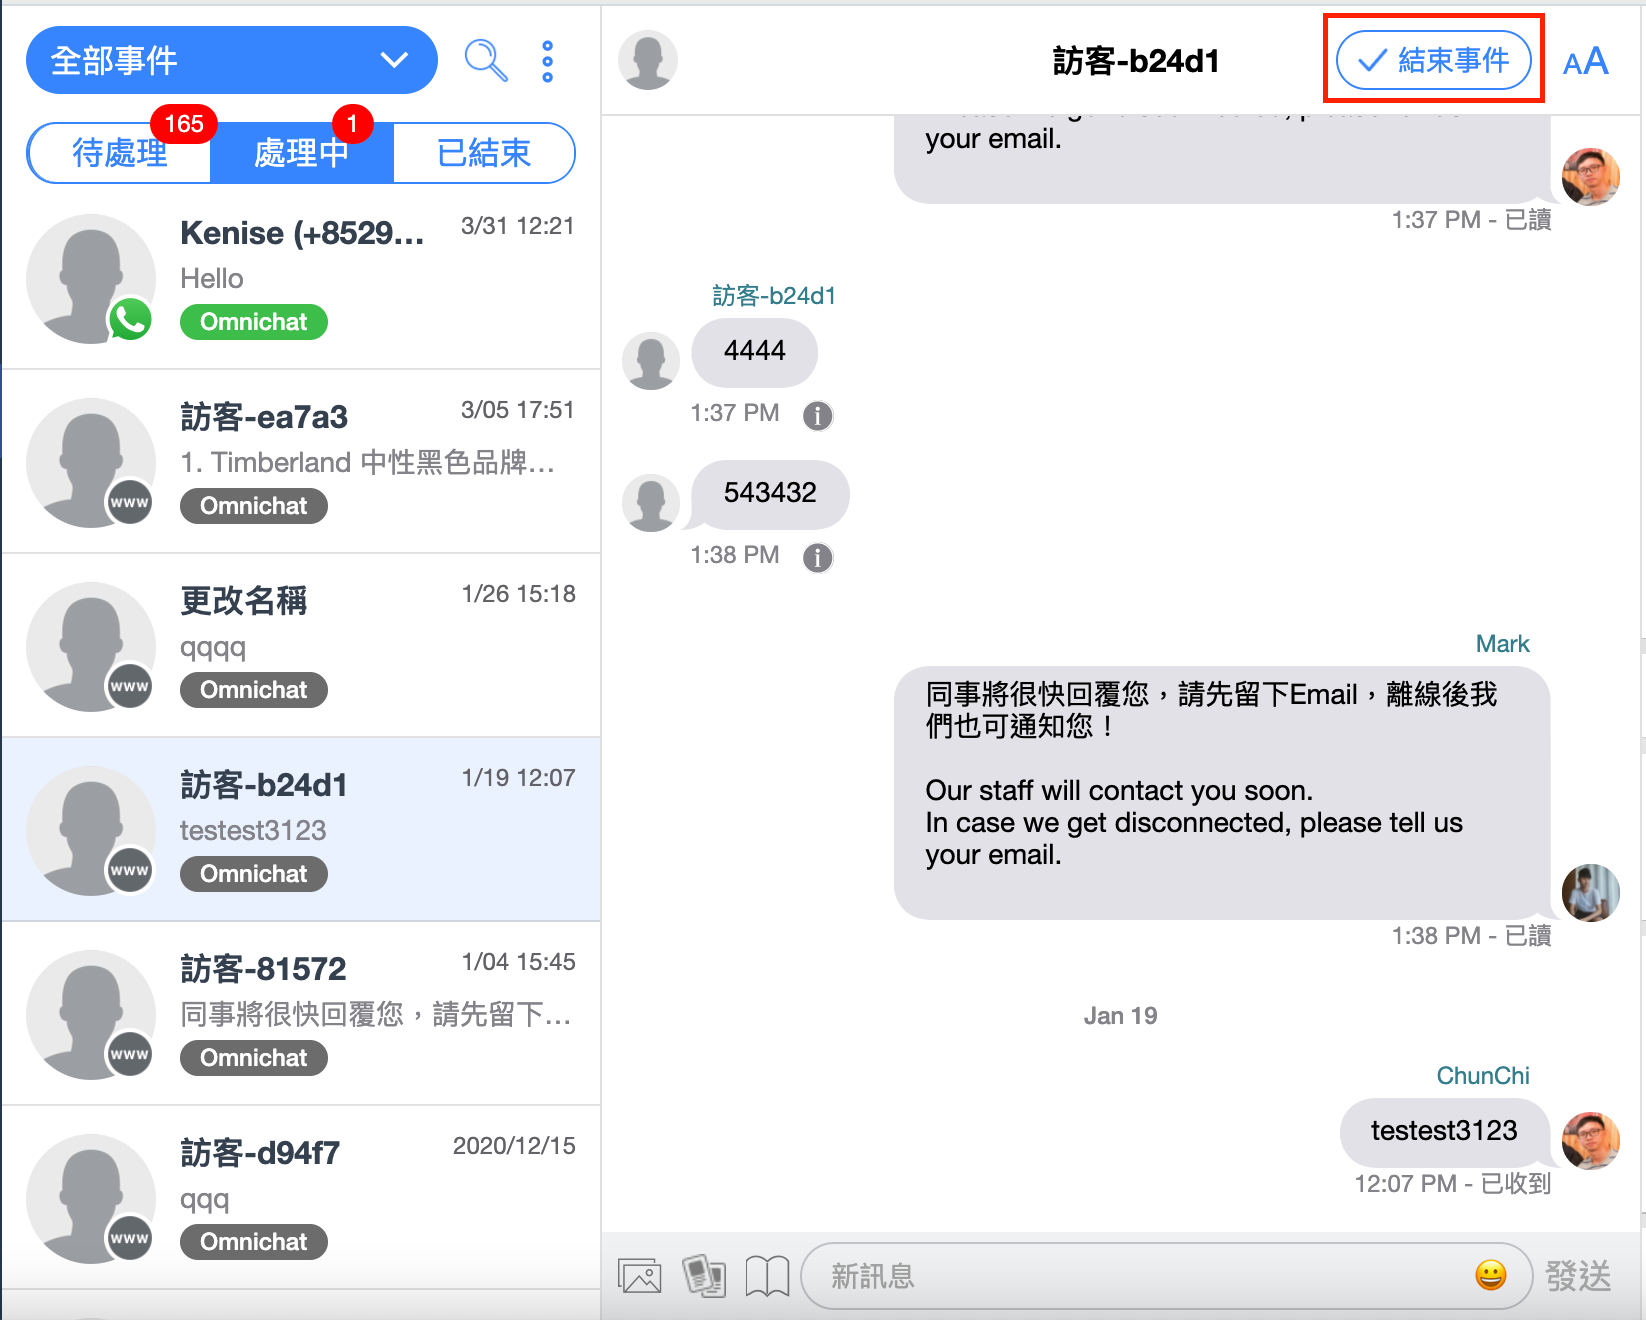 全部事件
待處理
165
處理中
1
已結束
Kenise (+8529...
3/31 12:21
Hello
Omnichat
訪客-ea7a3
3/05 17:51
1. Timberland 中性黑色品牌...
www
Omnichat
更改名稱
1/26 15:18
qqqq
www
Omnichat
訪客-b24d1
1/19 12:07
testest3123
www
Omnichat
訪客-81572
1/04 15:45
同事將很快回覆您，請先留下...
www
Omnichat
訪客-d94f7
2020/12/15
qqq
www
Omnichat
訪客-b24d1
結束事件
AA
your email.
1:37 PM - 已讀
訪客-b24d1
4444
1:37 PM
i
543432
1:38 PM
i
Mark
同事將很快回覆您，請先留下Email，離線後我
們也可通知您！
Our staff will contact you soon.
In case we get disconnected, please tell us
your email.
1:38 PM - 已讀
Jan 19
ChunChi
testest3123
12:07 PM - 已收到
新訊息
發送